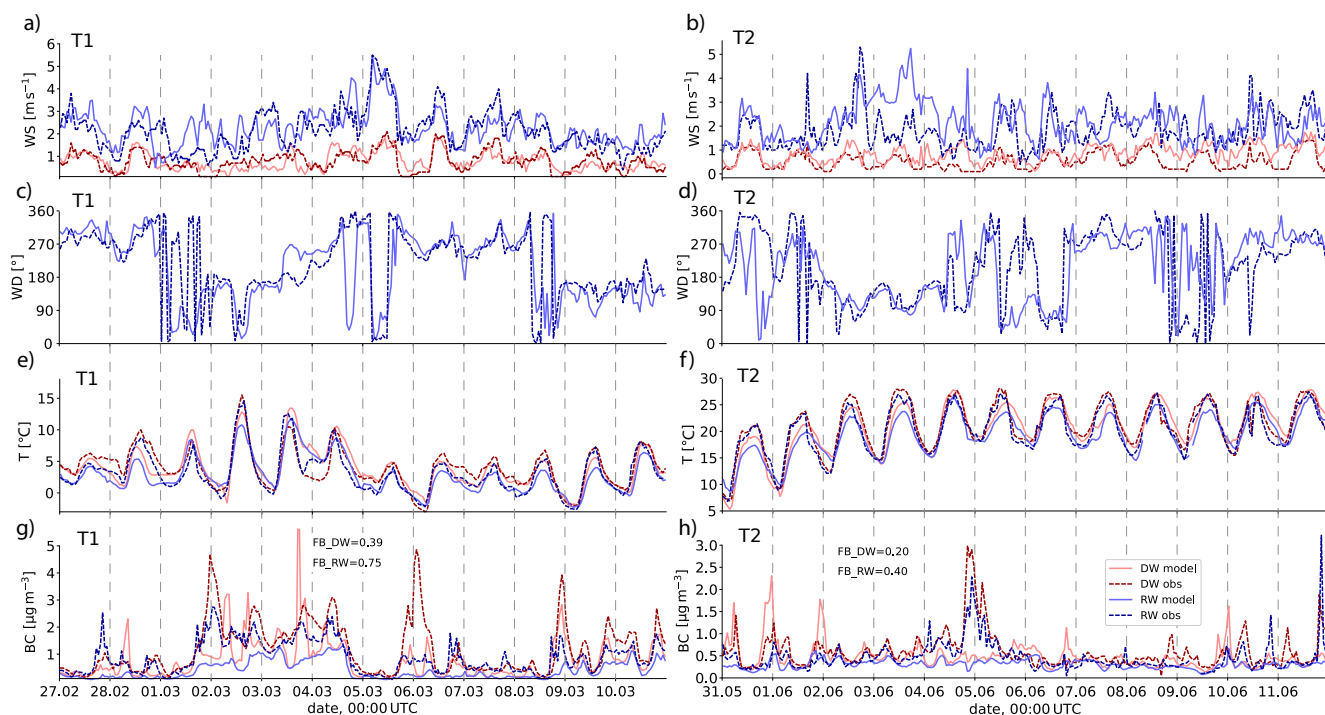 a) T1
WS [m s⁻¹]
6
5
4
3
2
1
b) T2
WS [m s⁻¹]
5
4
3
2
1
0
c) T1
WD [°]
360
270
180
90
0
d) T2
WD [°]
360
270
180
90
0
e) T1
T [°C]
15
10
5
0
f) T2
T [°C]
30
25
20
15
10
5
g) T1
BC [µg m⁻³]
5
4
3
2
1
FB_DW=0.39
FB_RW=0.75
27.02 28.02 01.03 02.03 03.03 04.03 05.03 06.03 07.03 08.03 09.03 10.03
date, 00:00 UTC
h) T2
BC [µg m⁻³]
3.0
2.5
2.0
1.5
1.0
0.5
0.0
FB_DW=0.20
FB_RW=0.40
DW model
DW obs
RW model
RW obs
31.05 01.06 02.06 03.06 04.06 05.06 06.06 07.06 08.06 09.06 10.06 11.06
date, 00:00 UTC